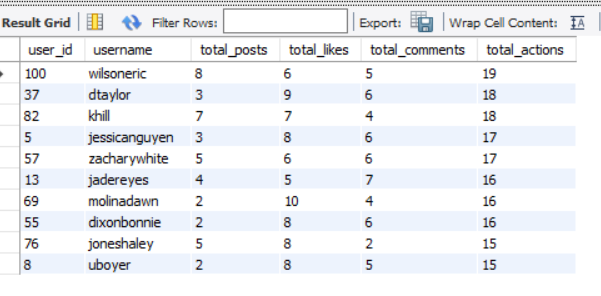 Result Grid Filter Rows: Export: Wrap Cell Content: IA
user_id username total_posts total_likes total_comments total_actions
100 wilsoneric 8 6 5 19
37 dtaylor 3 9 6 18
82 khill 7 7 4 18
5 jessicanguyen 3 8 6 17
57 zacharywhite 5 6 6 17
13 jadereyes 4 5 7 16
69 molinadawn 2 10 4 16
55 dixonbonnie 2 8 6 16
76 joneshaley 5 8 2 15
8 uboyer 2 8 5 15